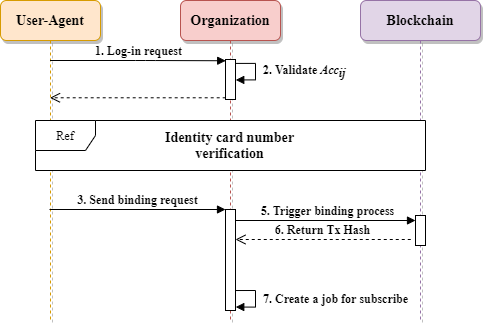 User-Agent
Organization
Blockchain
1. Log-in request
2. Validate Accij
Ref
Identity card number
verification
3. Send binding request
5. Trigger binding process
6. Return Tx Hash
7. Create a job for subscribe